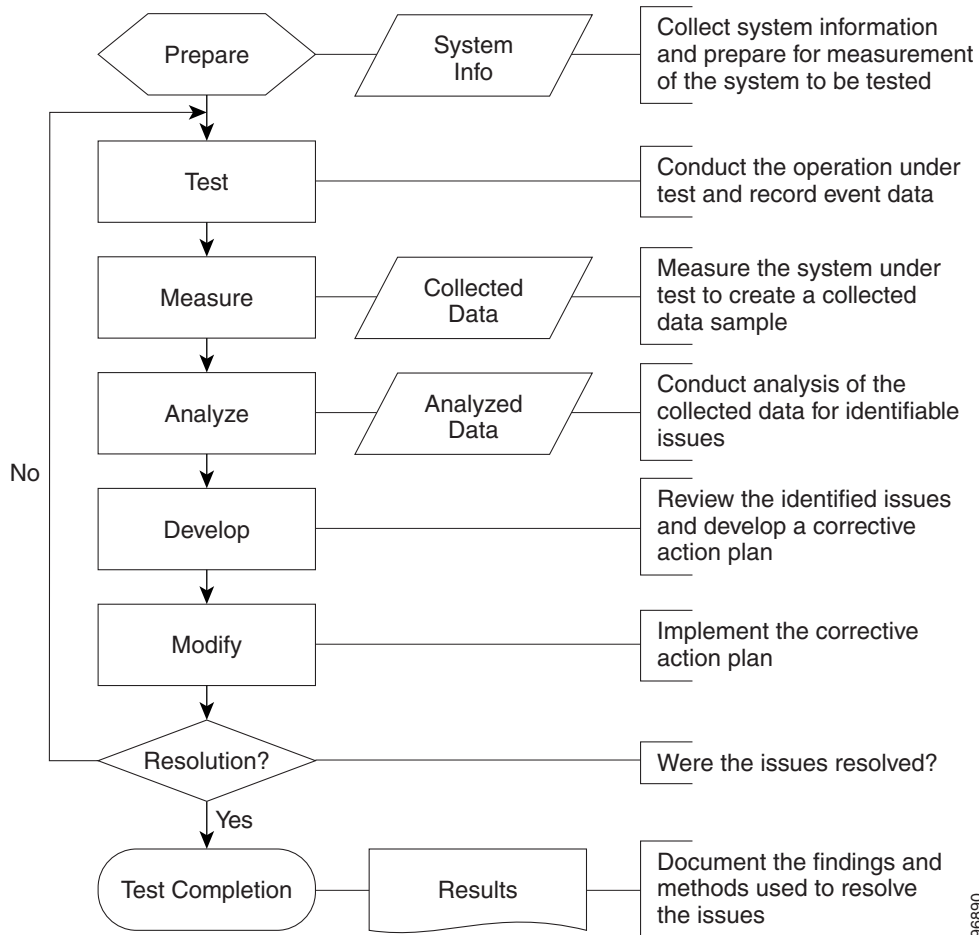 Prepare
System
Info
Collect system information
and prepare for measurement
of the system to be tested
Test
Conduct the operation under
test and record event data
Measure
Collected
Data
Measure the system under
test to create a collected
data sample
Analyze
Analyzed
Data
Conduct analysis of the
collected data for identifiable
issues
No
Develop
Review the identified issues
and develop a corrective
action plan
Modify
Implement the corrective
action plan
Resolution?
Were the issues resolved?
Yes
Test Completion
Results
Document the findings and
methods used to resolve
the issues
96890